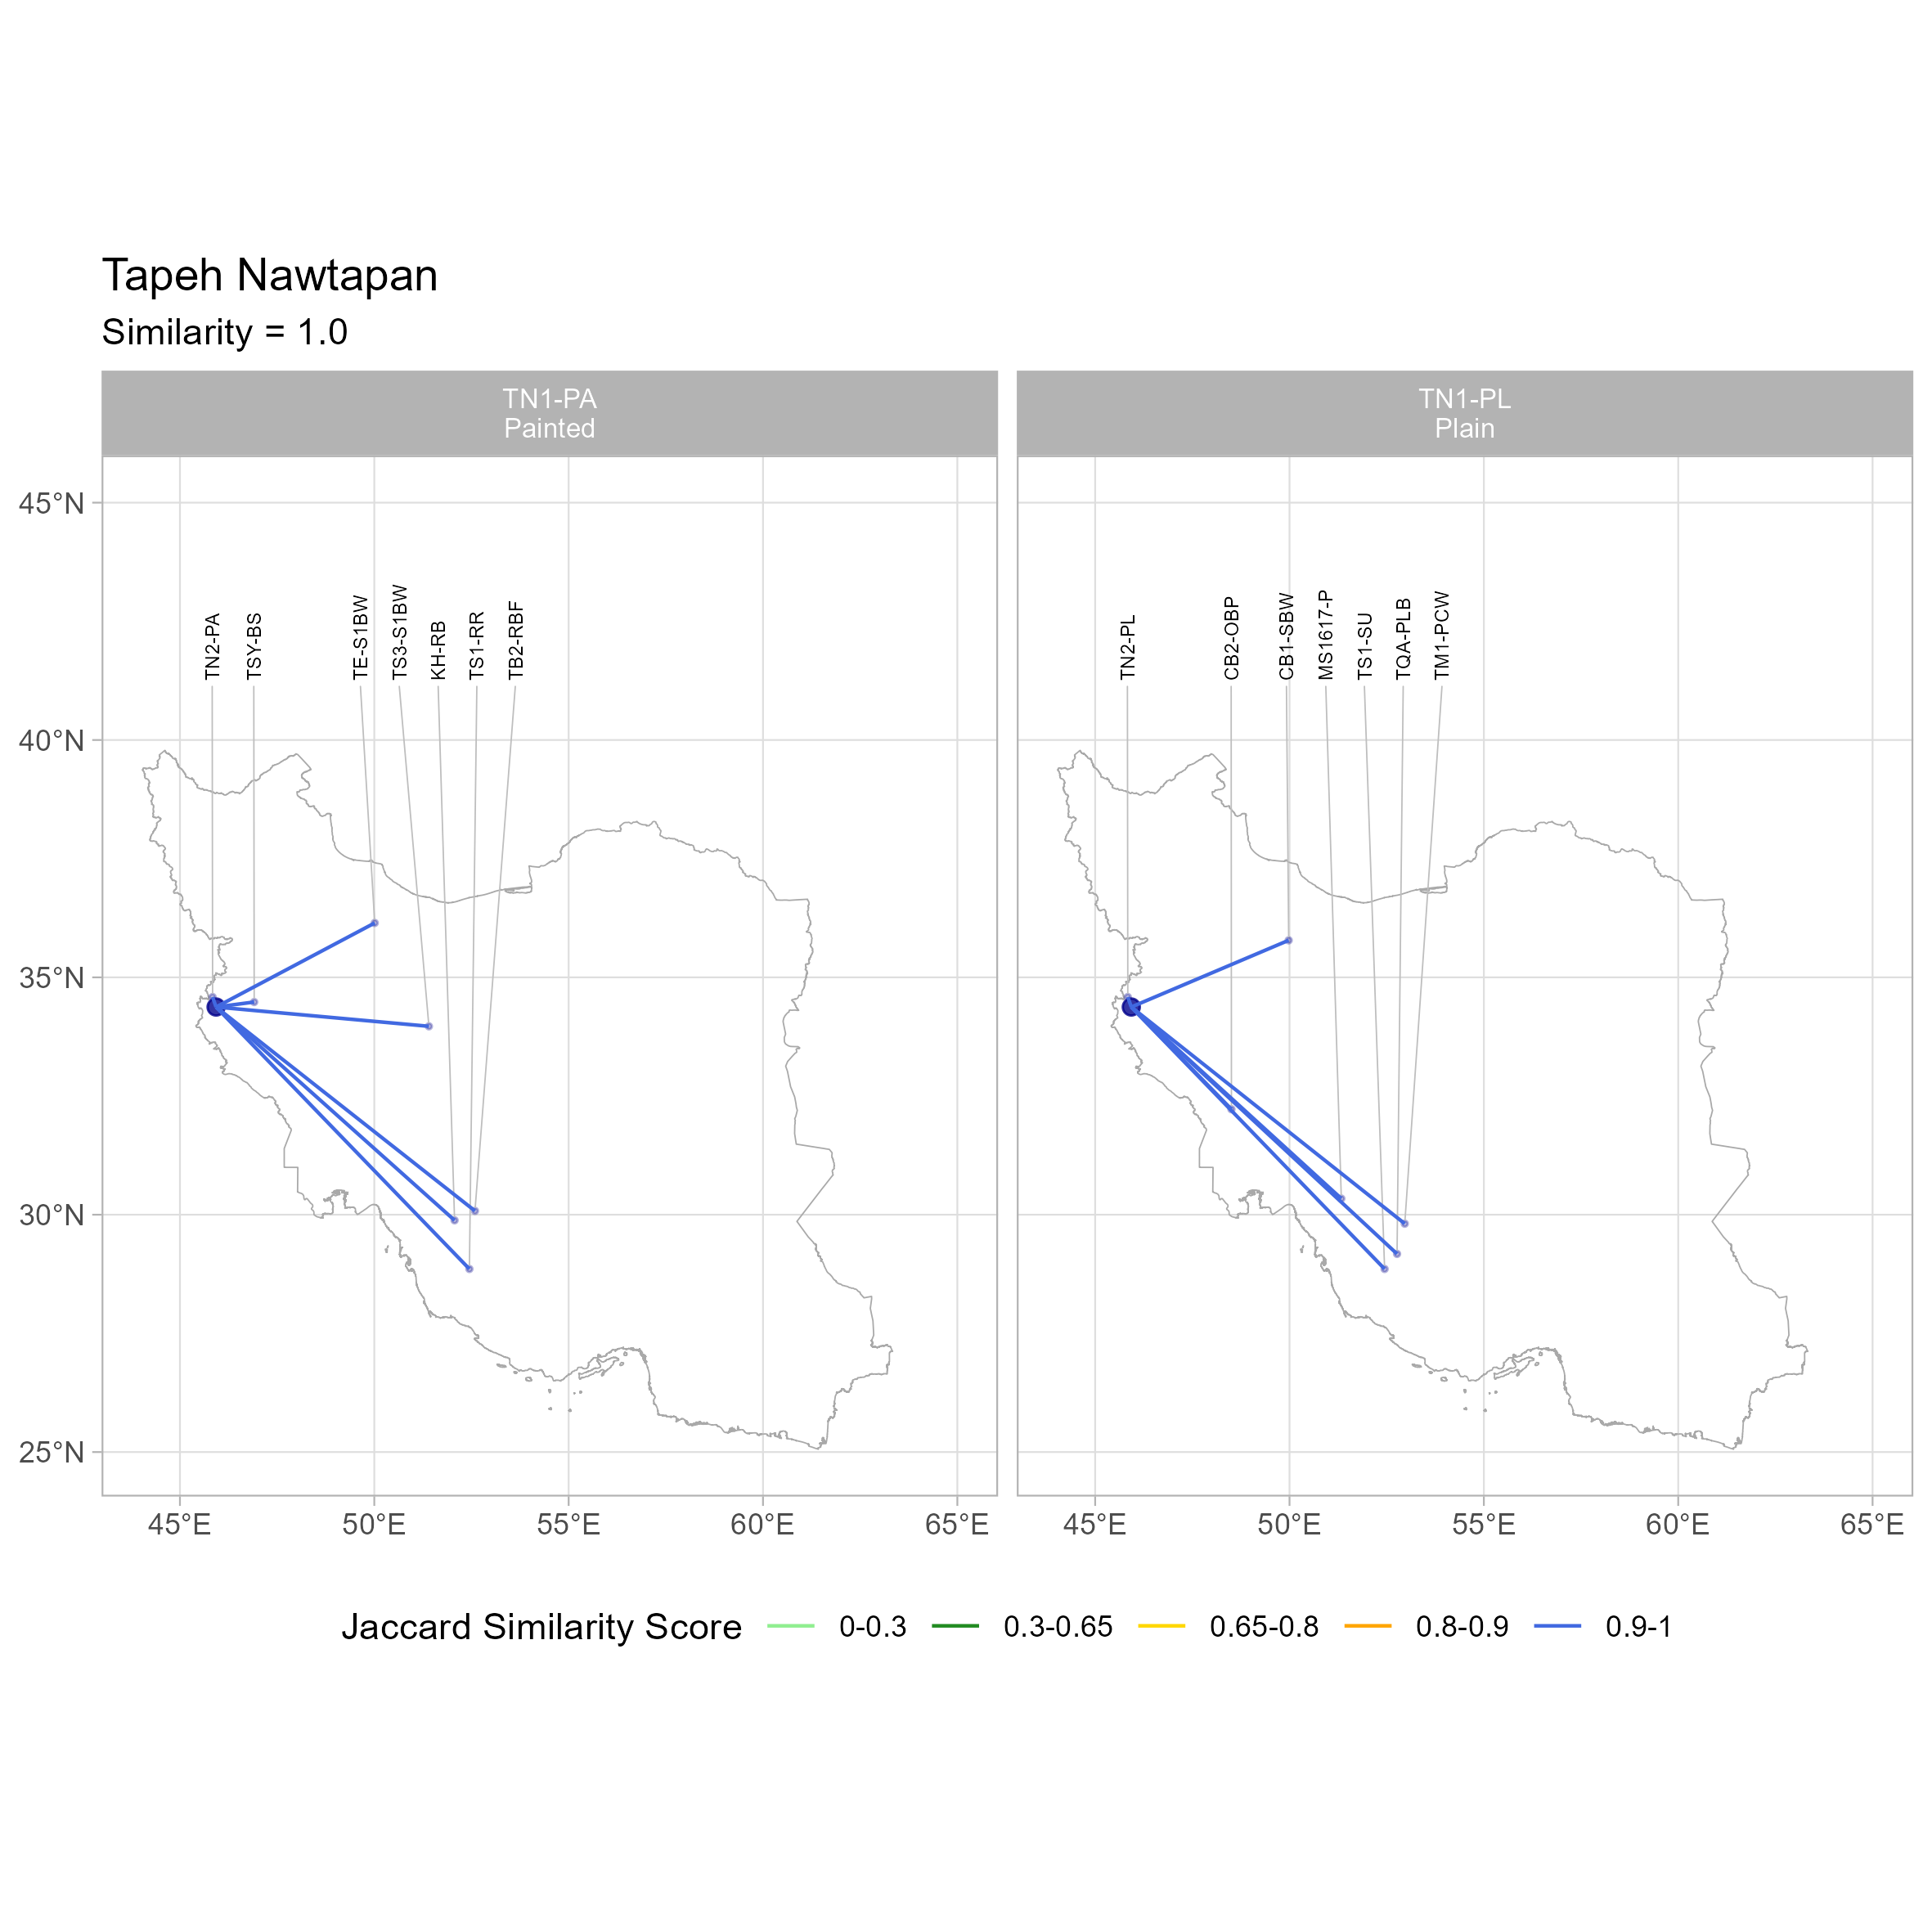 Tapeh Nawtapan
Similarity = 1.0
TN1-PA
Painted
TN1-PL
Plain
45°N
40°N
35°N
30°N
25°N
TN2-PA
TSY-BS
TE-S1BW
TS3-S1BW
KH-RB
TS1-RR
TB2-RBF
TN2-PL
CB2-OBP
CB1-SBW
MS1617-P
TS1-SU
TQA-PLB
TM1-PCW
45°E 50°E 55°E 60°E 65°E
45°E 50°E 55°E 60°E 65°E
Jaccard Similarity Score 0-0.3 0.3-0.65 0.65-0.8 0.8-0.9 0.9-1